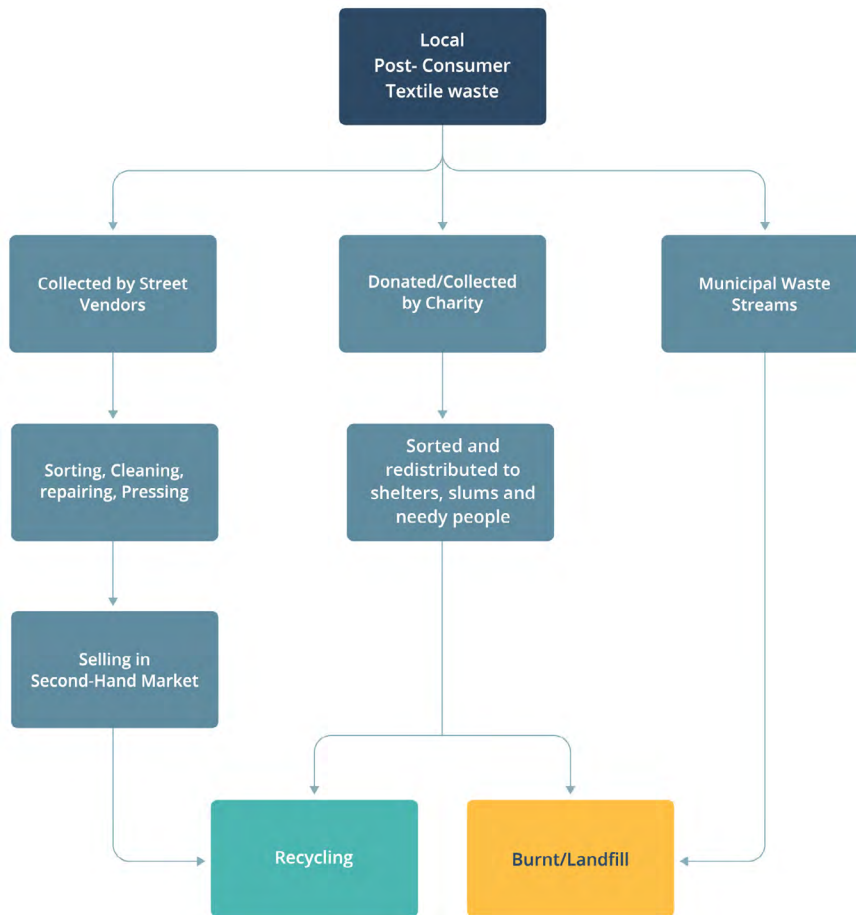 Local
Post- Consumer
Textile waste
Collected by Street
Vendors
Donated/Collected
by Charity
Municipal Waste
Streams
Sorting, Cleaning,
repairing, Pressing
Sorted and
redistributed to
shelters, slums and
needy people
Selling in
Second-Hand Market
Recycling
Burnt/Landfill